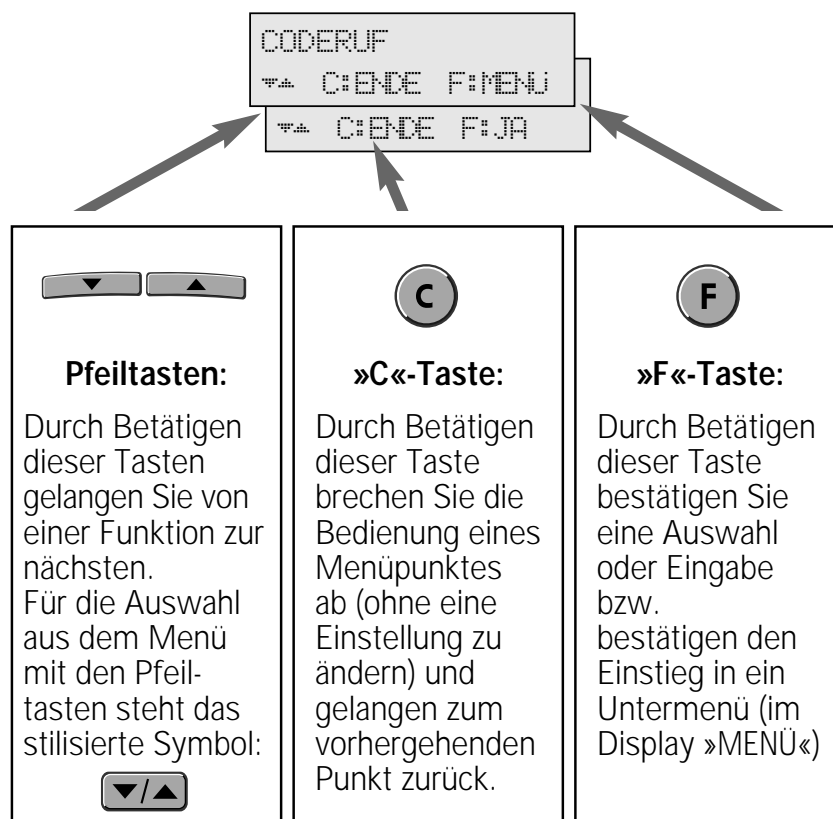 CODERUF
▼▲ C:ENDE F:MENÜ
▼▲ C:ENDE F:JA
C
F
Pfeiltasten:
Durch Betätigen
dieser Tasten
gelangen Sie von
einer Funktion zur
nächsten.
Für die Auswahl
aus dem Menü
mit den Pfeil-
tasten steht das
stilisierte Symbol:
▼/▲
»C«-Taste:
Durch Betätigen
dieser Taste
brechen Sie die
Bedienung eines
Menüpunktes
ab (ohne eine
Einstellung zu
ändern) und
gelangen zum
vorhergehenden
Punkt zurück.
»F«-Taste:
Durch Betätigen
dieser Taste
bestätigen Sie
eine Auswahl
oder Eingabe
bzw.
bestätigen den
Einstieg in ein
Untermenü (im
Display »MENÜ«)